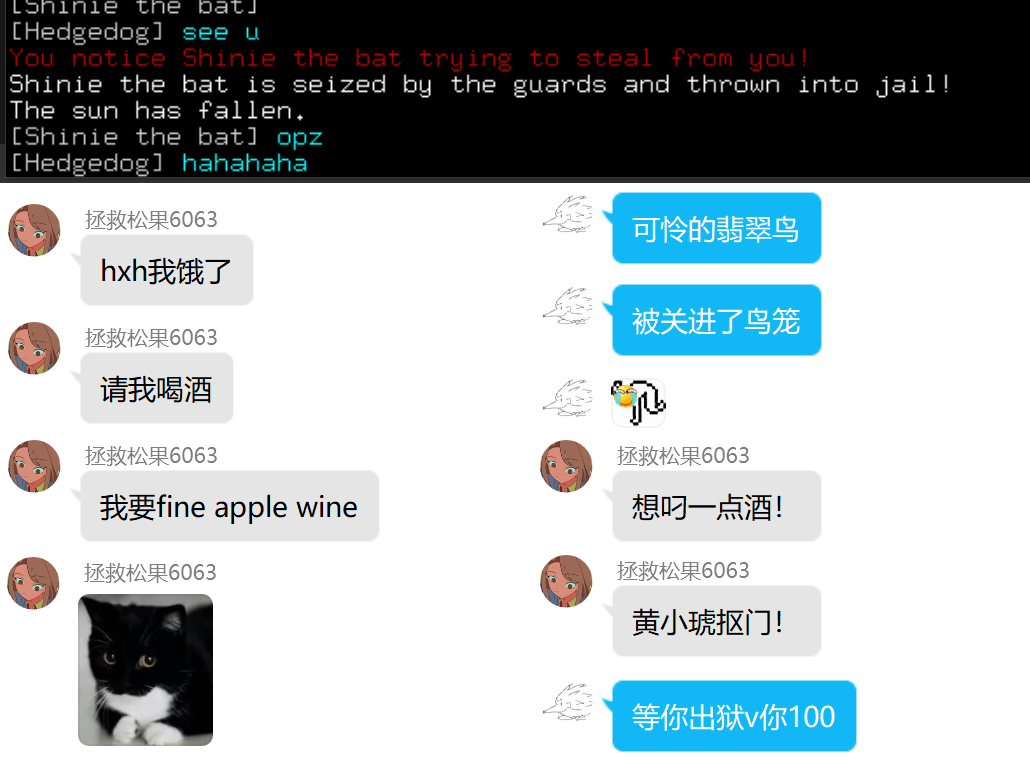 [Shinie the bat]
[Hedgedog] see u
You notice Shinie the bat trying to steal from you!
Shinie the bat is seized by the guards and thrown into jail!
The sun has fallen.
[Shinie the bat] opz
[Hedgedog] hahahaha
拯救松果6063
hxh我饿了
拯救松果6063
请我喝酒
拯救松果6063
我要fine apple wine
拯救松果6063
可怜的翡翠鸟
被关进了鸟笼
拯救松果6063
想叼一点酒！
拯救松果6063
黄小琥抠门！
等你出狱v你100